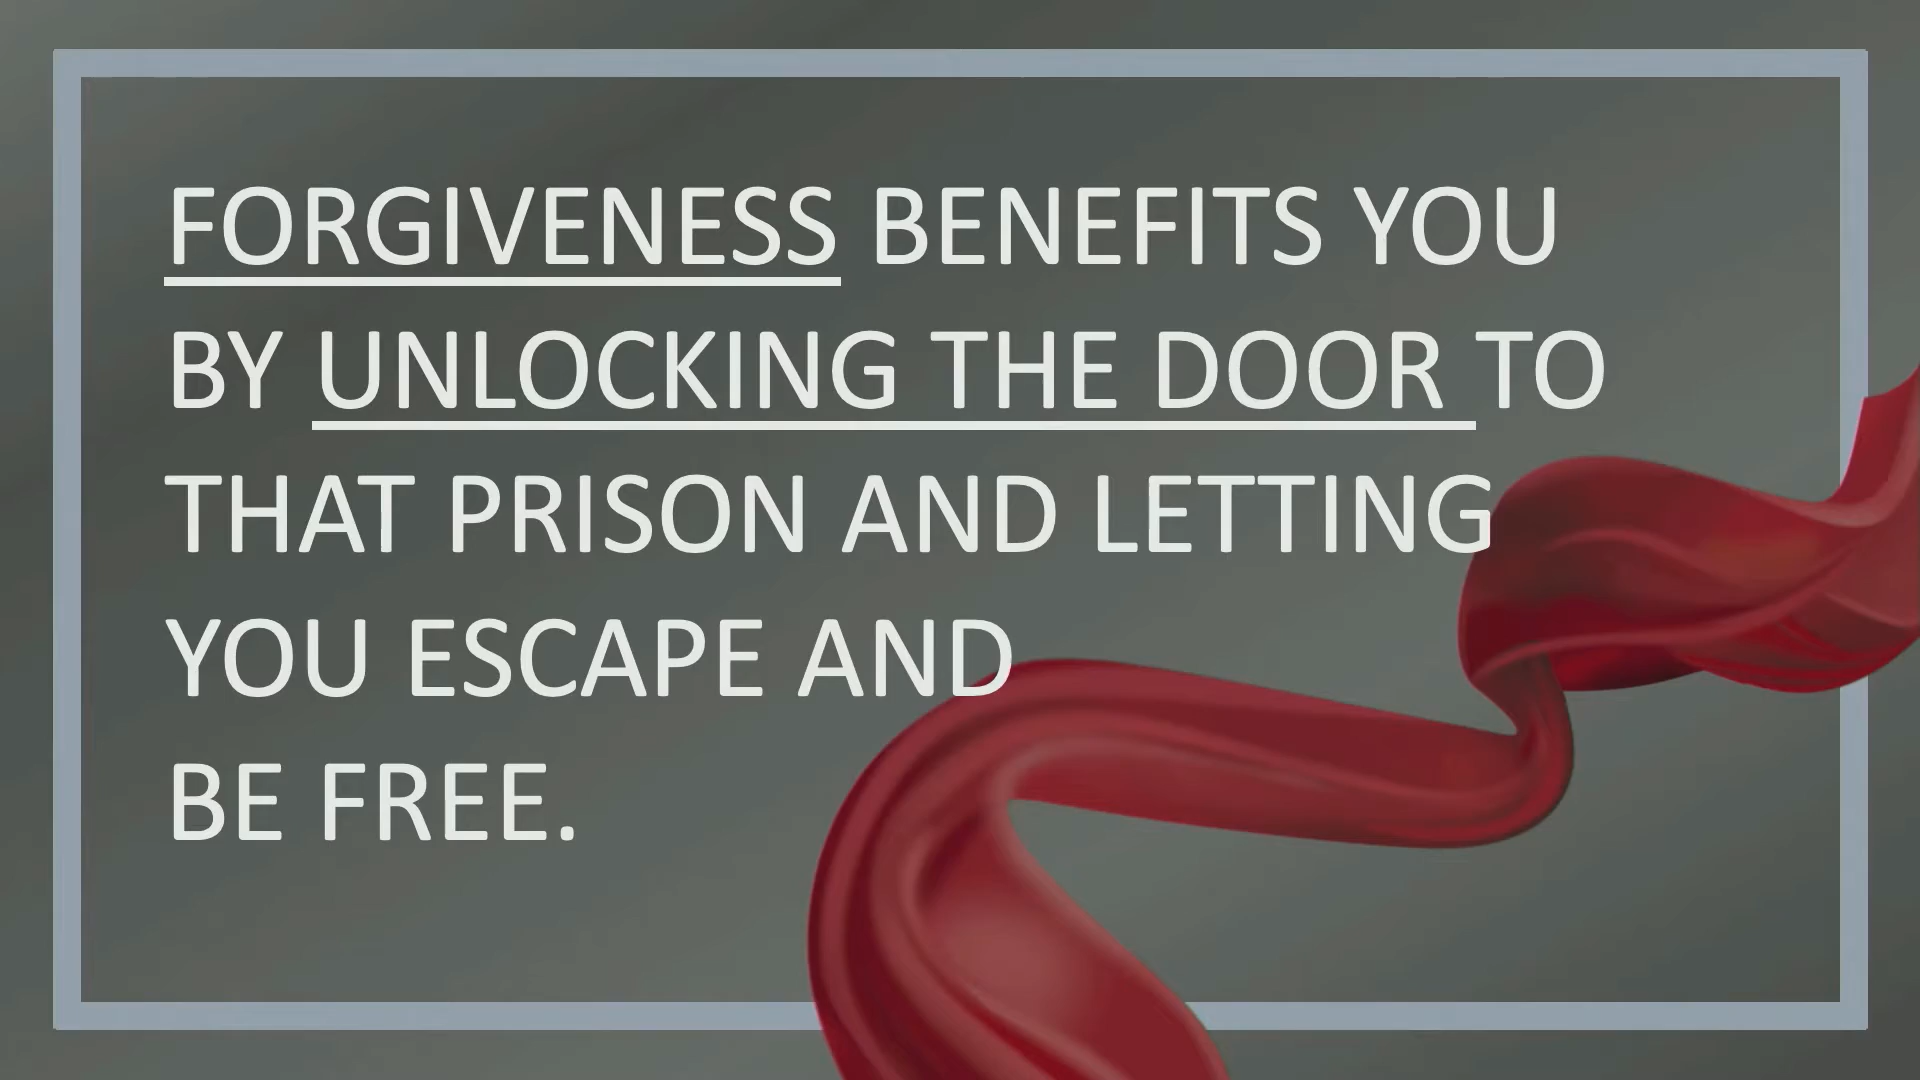 FORGIVENESS BENEFITS YOU
BY UNLOCKING THE DOOR TO
THAT PRISON AND LETTING
YOU ESCAPE AND
BE FREE.